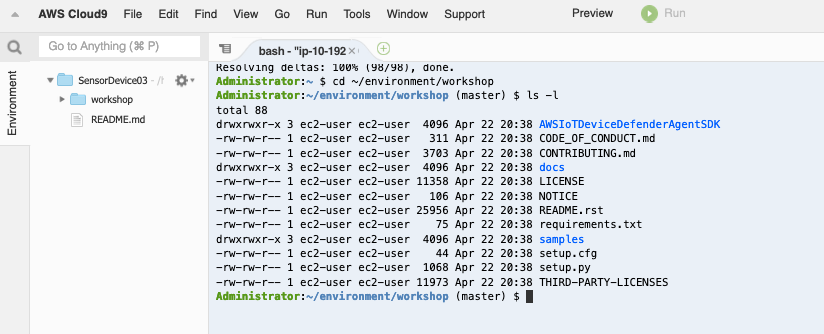 AWS Cloud9 File Edit Find View Go Run Tools Window Support Preview Run
Go to Anything (⌘ P)
bash - "ip-10-192
Environment
SensorDevice03 - /h
workshop
README.md
Resolving deltas: 100% (98/98), done.
Administrator:~ $ cd ~/environment/workshop
Administrator:~/environment/workshop (master) $ ls -l
total 88
drwxrwxr-x 3 ec2-user ec2-user  4096 Apr 22 20:38 AWSIoTDeviceDefenderAgentSDK
-rw-rw-r-- 1 ec2-user ec2-user   311 Apr 22 20:38 CODE_OF_CONDUCT.md
-rw-rw-r-- 1 ec2-user ec2-user  3703 Apr 22 20:38 CONTRIBUTING.md
drwxrwxr-x 3 ec2-user ec2-user  4096 Apr 22 20:38 docs
-rw-rw-r-- 1 ec2-user ec2-user 11358 Apr 22 20:38 LICENSE
-rw-rw-r-- 1 ec2-user ec2-user   106 Apr 22 20:38 NOTICE
-rw-rw-r-- 1 ec2-user ec2-user 25956 Apr 22 20:38 README.rst
-rw-rw-r-- 1 ec2-user ec2-user    75 Apr 22 20:38 requirements.txt
drwxrwxr-x 3 ec2-user ec2-user  4096 Apr 22 20:38 samples
-rw-rw-r-- 1 ec2-user ec2-user    44 Apr 22 20:38 setup.cfg
-rw-rw-r-- 1 ec2-user ec2-user  1068 Apr 22 20:38 setup.py
-rw-rw-r-- 1 ec2-user ec2-user 11973 Apr 22 20:38 THIRD-PARTY-LICENSES
Administrator:~/environment/workshop (master) $